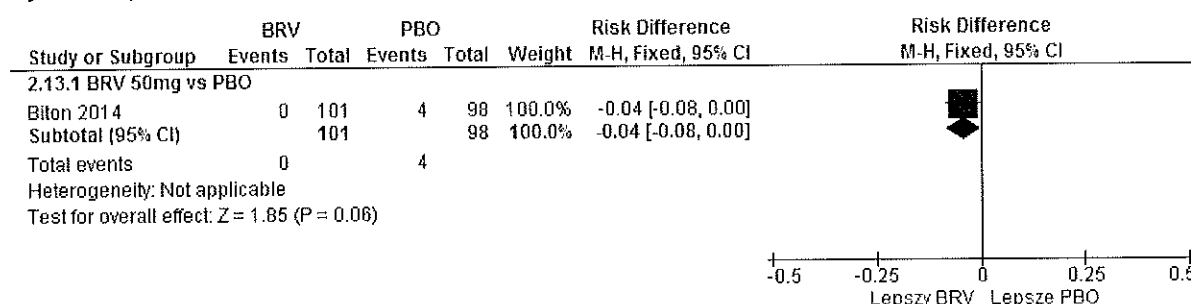 BRV PBO Risk Difference Risk Difference
Study or Subgroup Events Total Events Total Weight M-H, Fixed, 95% CI M-H, Fixed, 95% CI
2.13.1 BRV 50mg vs PBO
Biton 2014 0 101 4 98 100.0% -0.04 [-0.08, 0.00]
Subtotal (95% CI) 101 98 100.0% -0.04 [-0.08, 0.00]
Total events 0 4
Heterogeneity: Not applicable
Test for overall effect: Z = 1.85 (P = 0.06)
-0.5 -0.25 0 0.25 0.5
Lepszy BRV Lepsze PBO